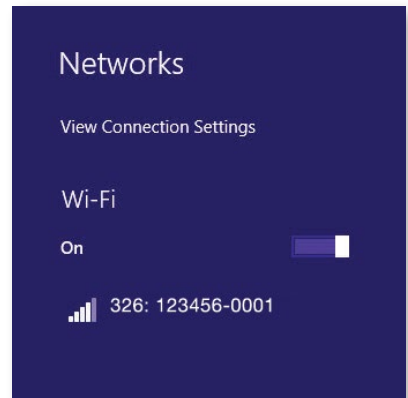 Networks
View Connection Settings
Wi-Fi
On
326: 123456-0001